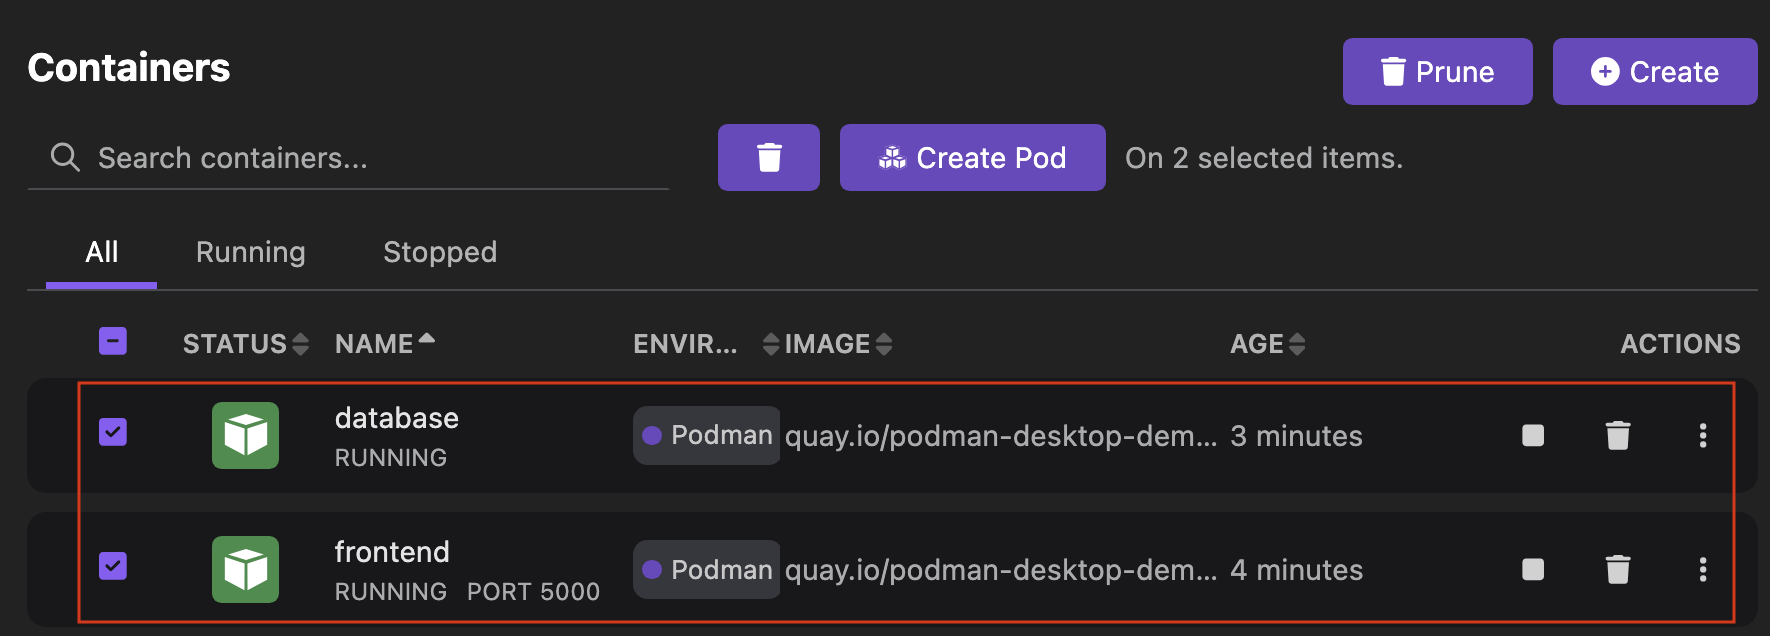 Containers
Prune
Create
Search containers...
Create Pod
On 2 selected items.
All Running Stopped
STATUS NAME ENVIR... IMAGE AGE ACTIONS
database
RUNNING
Podman quay.io/podman-desktop-dem... 3 minutes
frontend
RUNNING PORT 5000
Podman quay.io/podman-desktop-dem... 4 minutes